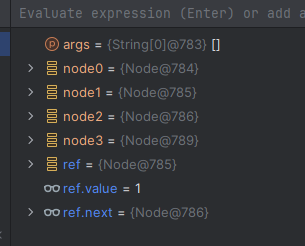 Evaluate expression (Enter) or add a
args = {String[0]@783} []
node0 = {Node@784}
node1 = {Node@785}
node2 = {Node@786}
node3 = {Node@789}
ref = {Node@785}
ref.value = 1
ref.next = {Node@786}